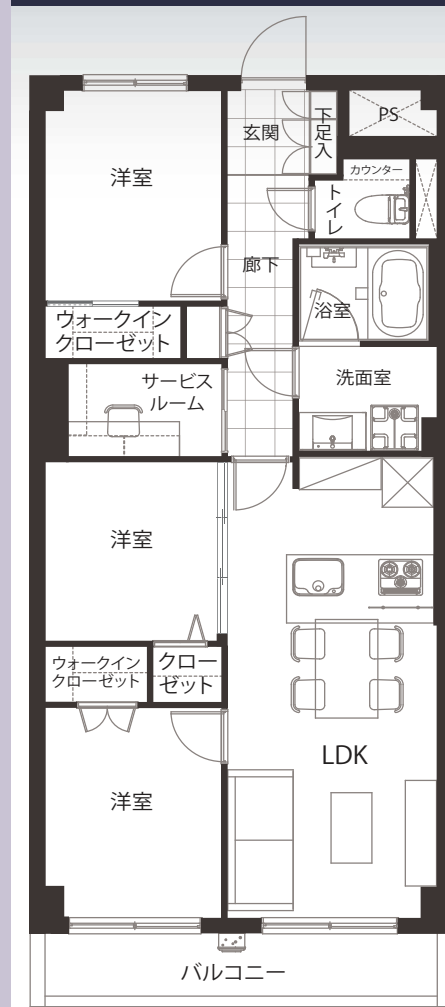 玄関
下足入
PS
洋室
カウンター
トイレ
廊下
浴室
ウォークイン
クローゼット
サービス
ルーム
洗面室
洋室
ウォークイン
クローゼット
クロー
ゼット
LDK
洋室
バルコニー